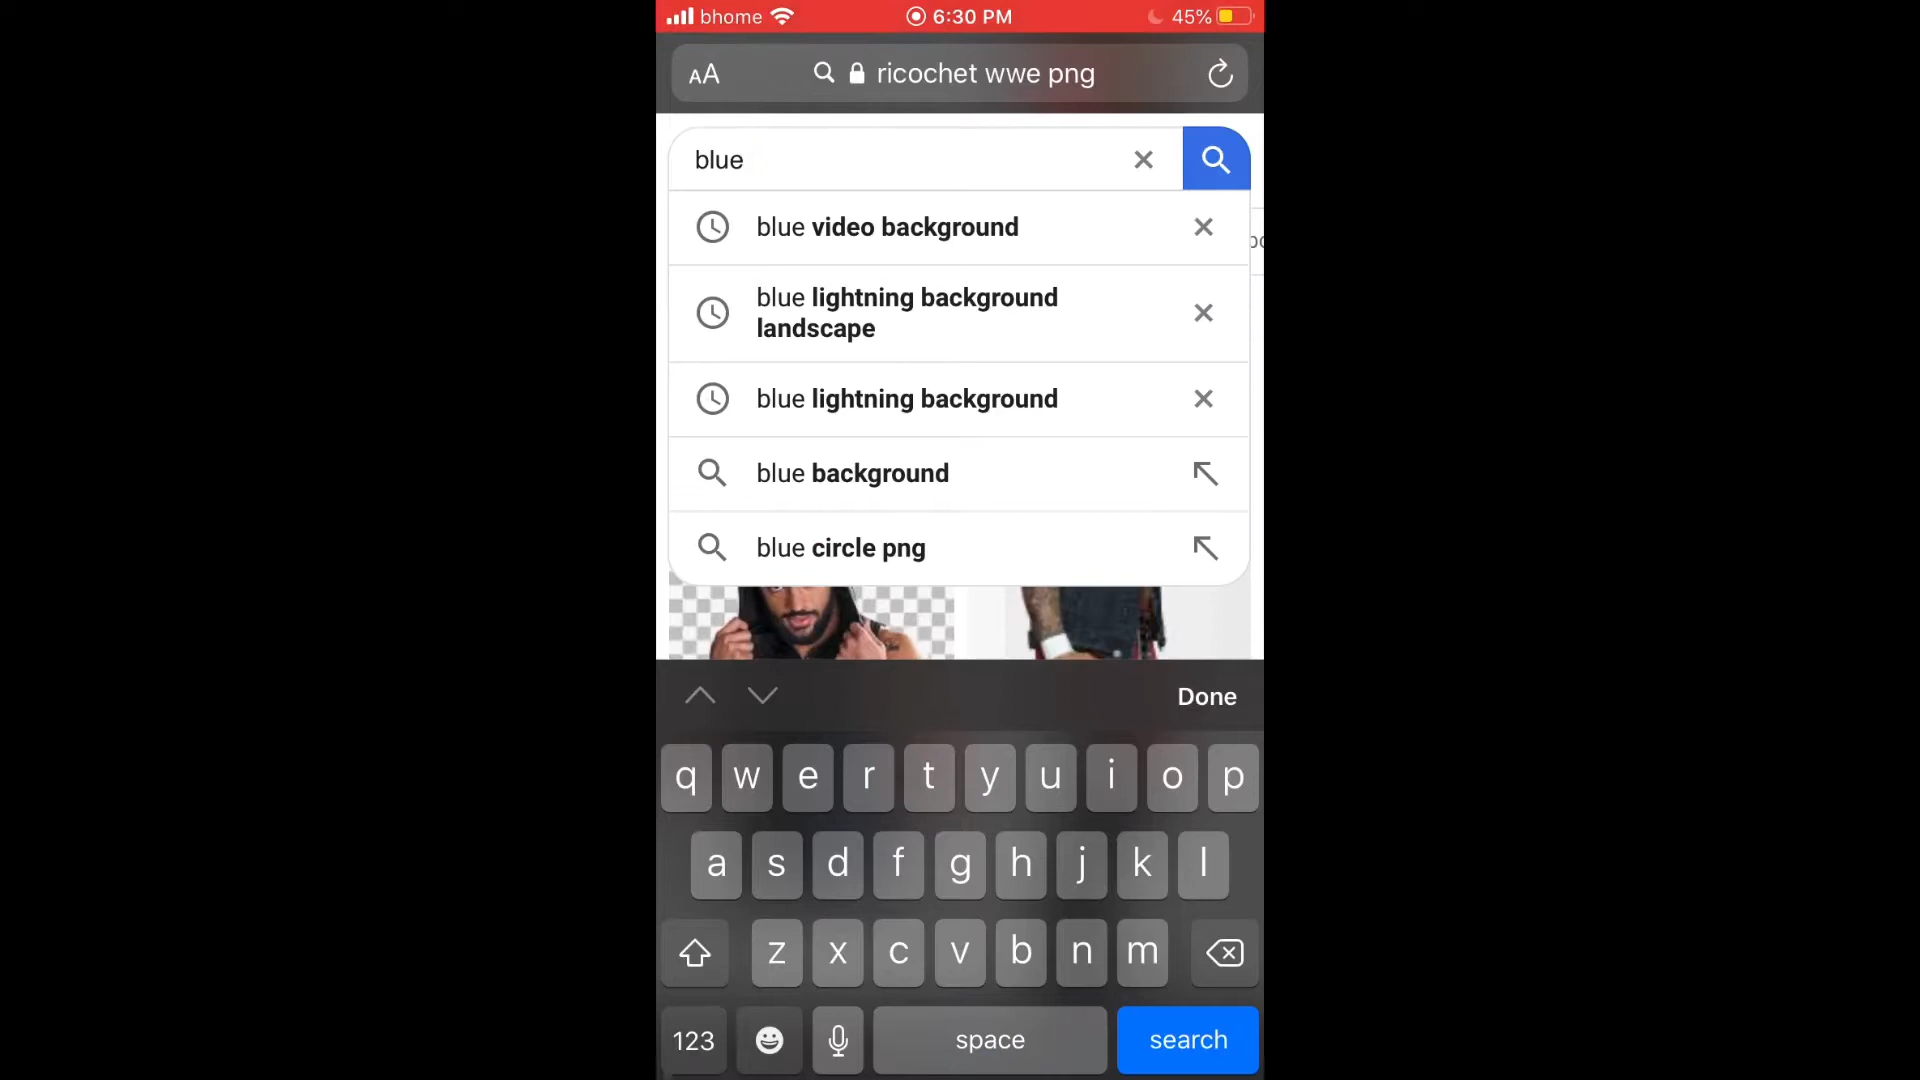 bhome 6:30 PM 45%
AA ricochet wwe png
blue
blue video background
blue lightning background
landscape
blue lightning background
blue background
blue circle png
Done
q w e r t y u i o p
a s d f g h j k l
z x c v b n m
123 space search